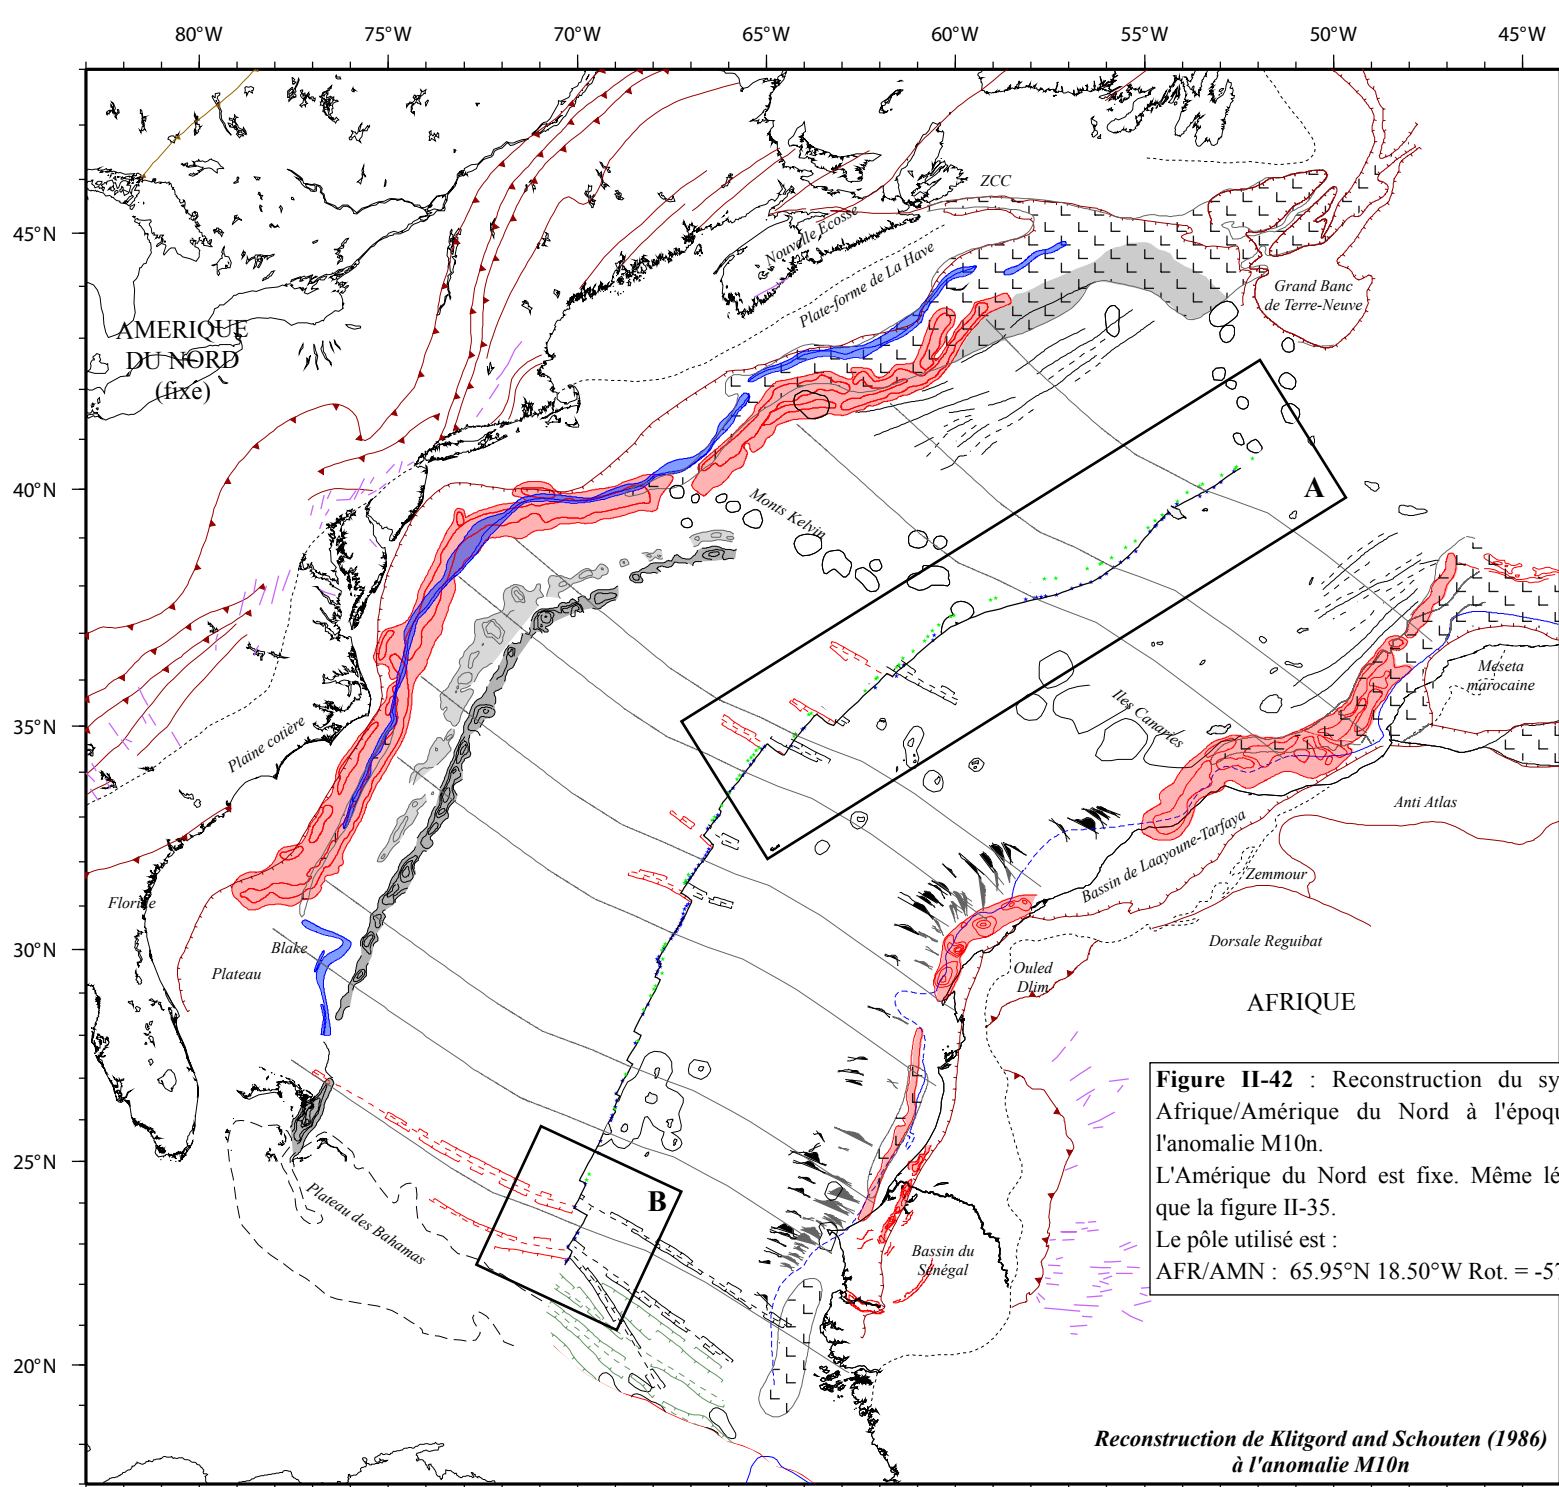 80°W 75°W 70°W 65°W 60°W 55°W 50°W 45°W
45°N
40°N
35°N
30°N
25°N
20°N
ZCC
Nouvelle Ecosse
Plate-forme de La Have
Grand Banc
de Terre-Neuve
AMERIQUE
DU NORD
(fixé)
A
Monts Kelvin
Meseta
marocaine
Iles Canaries
Plaine cotière
Anti Atlas
Bassin de Laayoune-Tarfaya
Zemmour
Floride
Blake
Plateau
Dorsale Reguibat
Ouled
Dlim
AFRIQUE
Figure II-42 : Reconstruction du sy
Afrique/Amérique du Nord à l'époqu
l'anomalie M10n.
L'Amérique du Nord est fixe. Même lé
que la figure II-35.
Le pôle utilisé est :
AFR/AMN : 65.95°N 18.50°W Rot. = -57
B
Plateau des Bahamas
Bassin du
Sénégal
Reconstruction de Klitgord and Schouten (1986)
à l'anomalie M10n